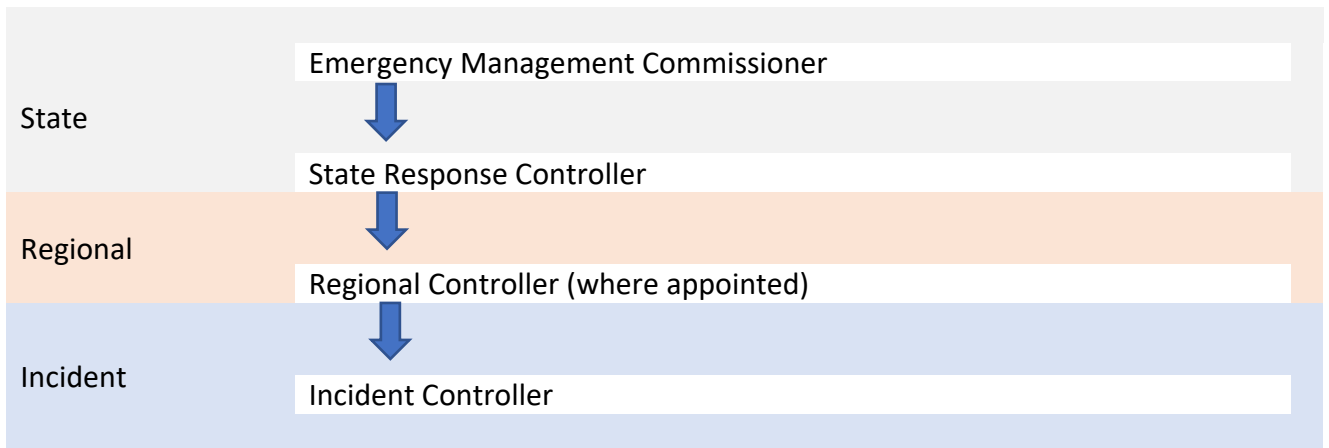 Emergency Management Commissioner
State
State Response Controller
Regional
Regional Controller (where appointed)
Incident
Incident Controller